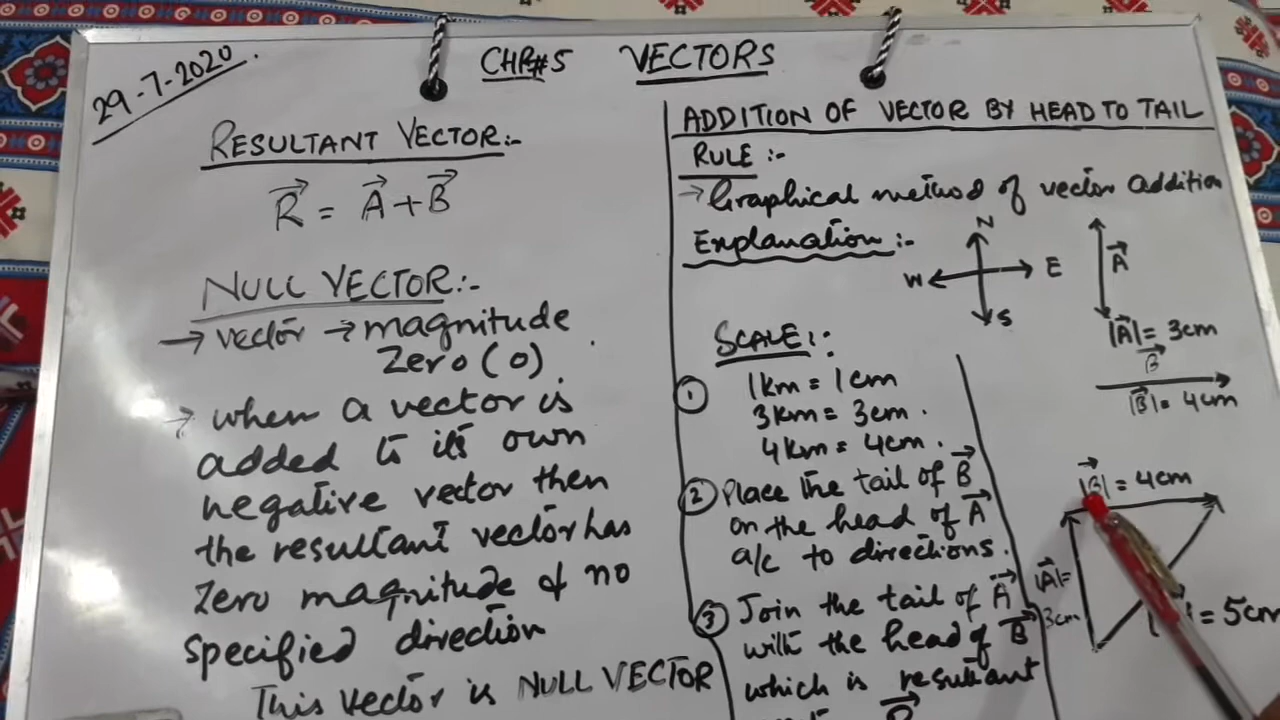 29-7-2020.
CHP#5 VECTORS
RESULTANT VECTOR:-
R⃗ = A⃗+B⃗
NULL VECTOR:-
→ vector → magnitude
Zero (0)
→ when a vector is
added to its own
negative vector then
the resultant vector has
zero magnitude & no
specified direction
This vector is NULL VECTOR
ADDITION OF VECTOR BY HEAD TO TAIL
RULE :-
→ Graphical method of vector addition
Explanation :-
N
W E
S
A⃗
|A⃗|= 3cm
B⃗
|B⃗|= 4cm
SCALE:-
① 1km = 1cm
3km = 3cm.
4km = 4cm.
② Place the tail of B⃗
on the head of A⃗
a/c to directions.
③ Join the tail of A⃗
with the head of B⃗
which is resultant
R⃗
|B⃗| = 4cm
|A⃗|=
3cm
= 5cm